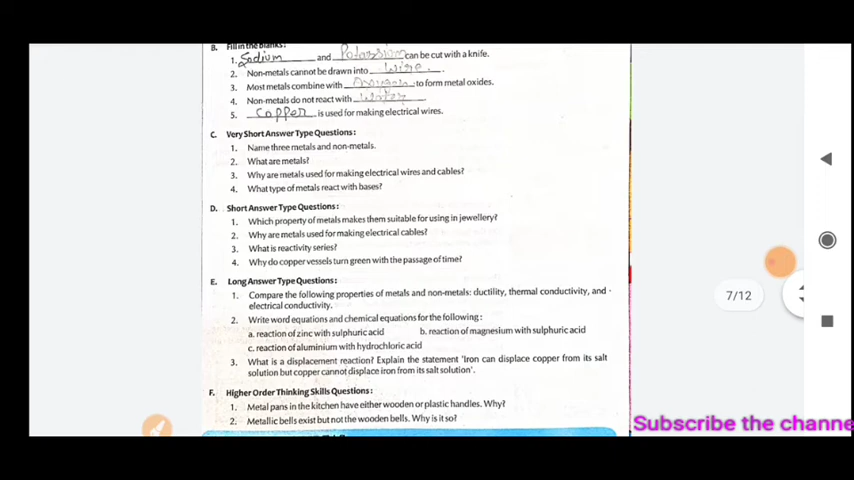 B. Fill in the blanks:
1. Sodium and Potassium can be cut with a knife.
2. Non-metals cannot be drawn into wire.
3. Most metals combine with Oxygen to form metal oxides.
4. Non-metals do not react with Water
5. Copper is used for making electrical wires.
C. Very Short Answer Type Questions:
1. Name three metals and non-metals.
2. What are metals?
3. Why are metals used for making electrical wires and cables?
4. What type of metals react with bases?
D. Short Answer Type Questions:
1. Which property of metals makes them suitable for using in jewellery?
2. Why are metals used for making electrical cables?
3. What is reactivity series?
4. Why do copper vessels turn green with the passage of time?
E. Long Answer Type Questions:
1. Compare the following properties of metals and non-metals: ductility, thermal conductivity, and
electrical conductivity.
2. Write word equations and chemical equations for the following:
a. reaction of zinc with sulphuric acid b. reaction of magnesium with sulphuric acid
c. reaction of aluminium with hydrochloric acid
3. What is a displacement reaction? Explain the statement 'Iron can displace copper from its salt
solution but copper cannot displace iron from its salt solution'.
F. Higher Order Thinking Skills Questions:
1. Metal pans in the kitchen have either wooden or plastic handles. Why?
2. Metallic bells exist but not the wooden bells. Why is it so?
7/12
Subscribe the channe